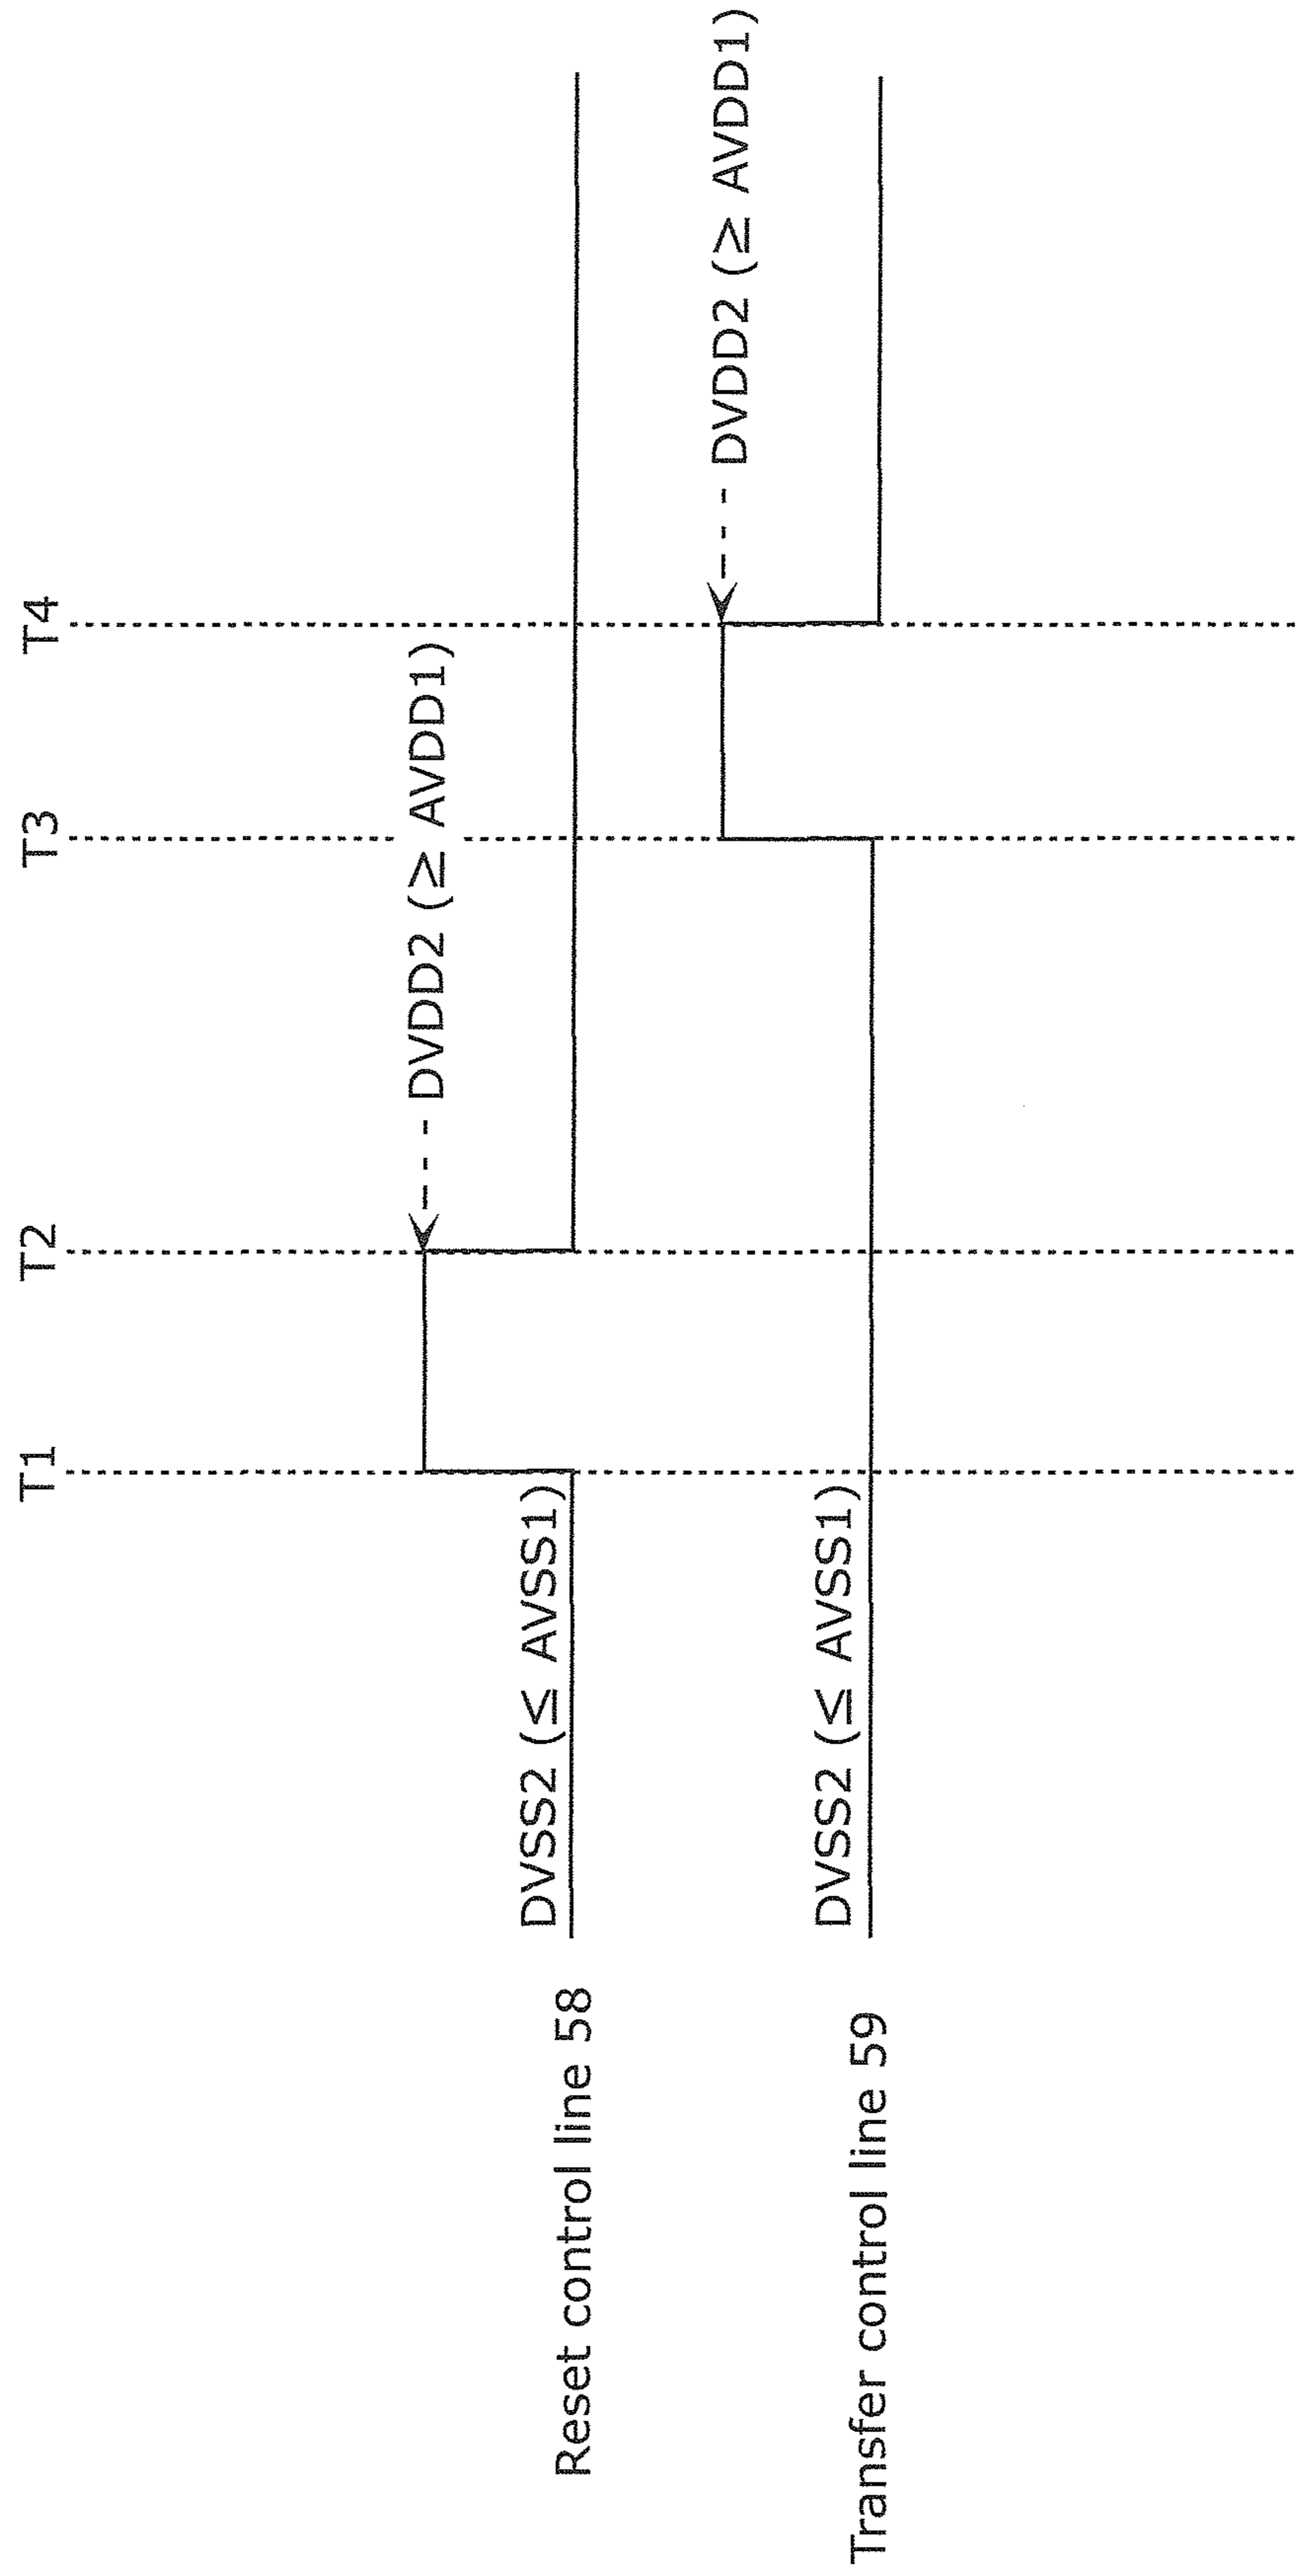 T1
T2
T3
T4
DVDD2 (≥ AVDD1)
DVSS2 (≤ AVSS1)
Reset control line 58
DVDD2 (≥ AVDD1)
DVSS2 (≤ AVSS1)
Transfer control line 59